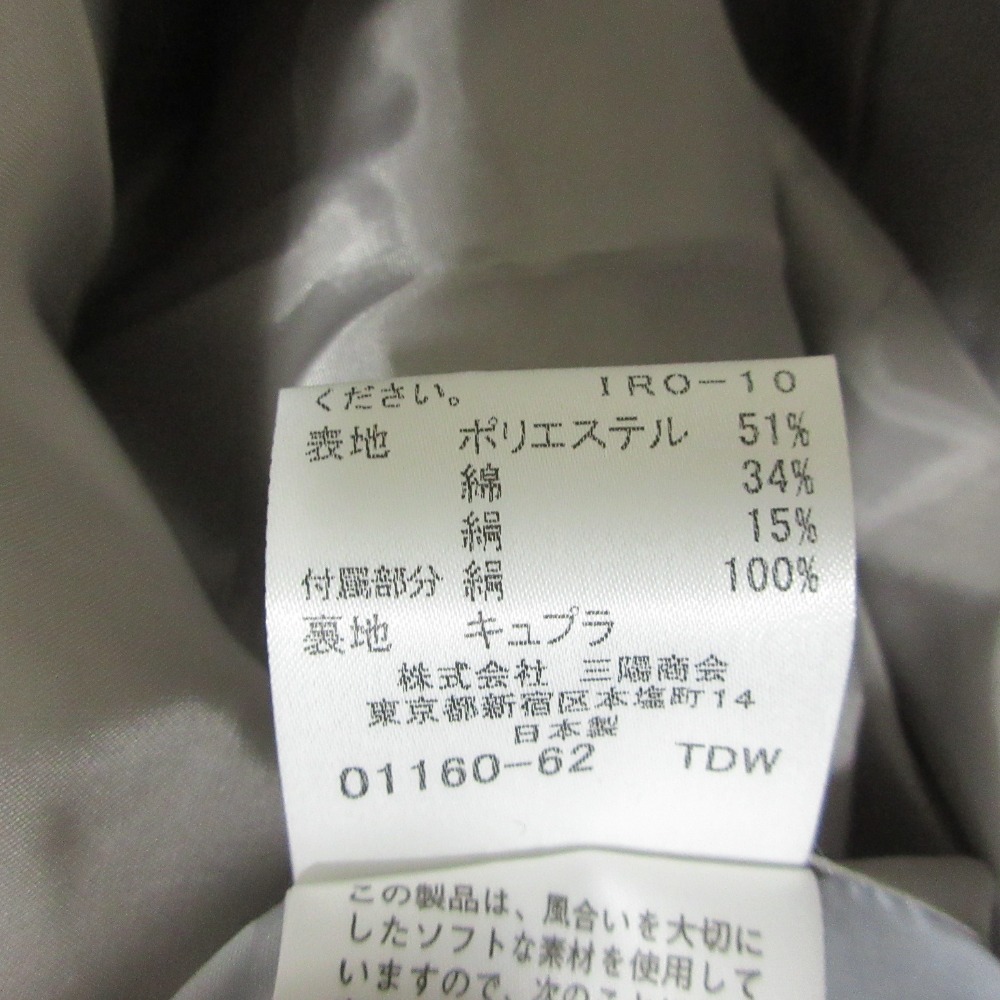 ください。 IRO-10
表地 ポリエステル 51%
綿 34%
絹 15%
付属部分 絹 100%
裏地 キュプラ
株式会社 三陽商会
東京都新宿区本塩町14
日本製
01160-62 TDW
この製品は、風合いを大切に
したソフトな素材を使用して
いますので、次のこと